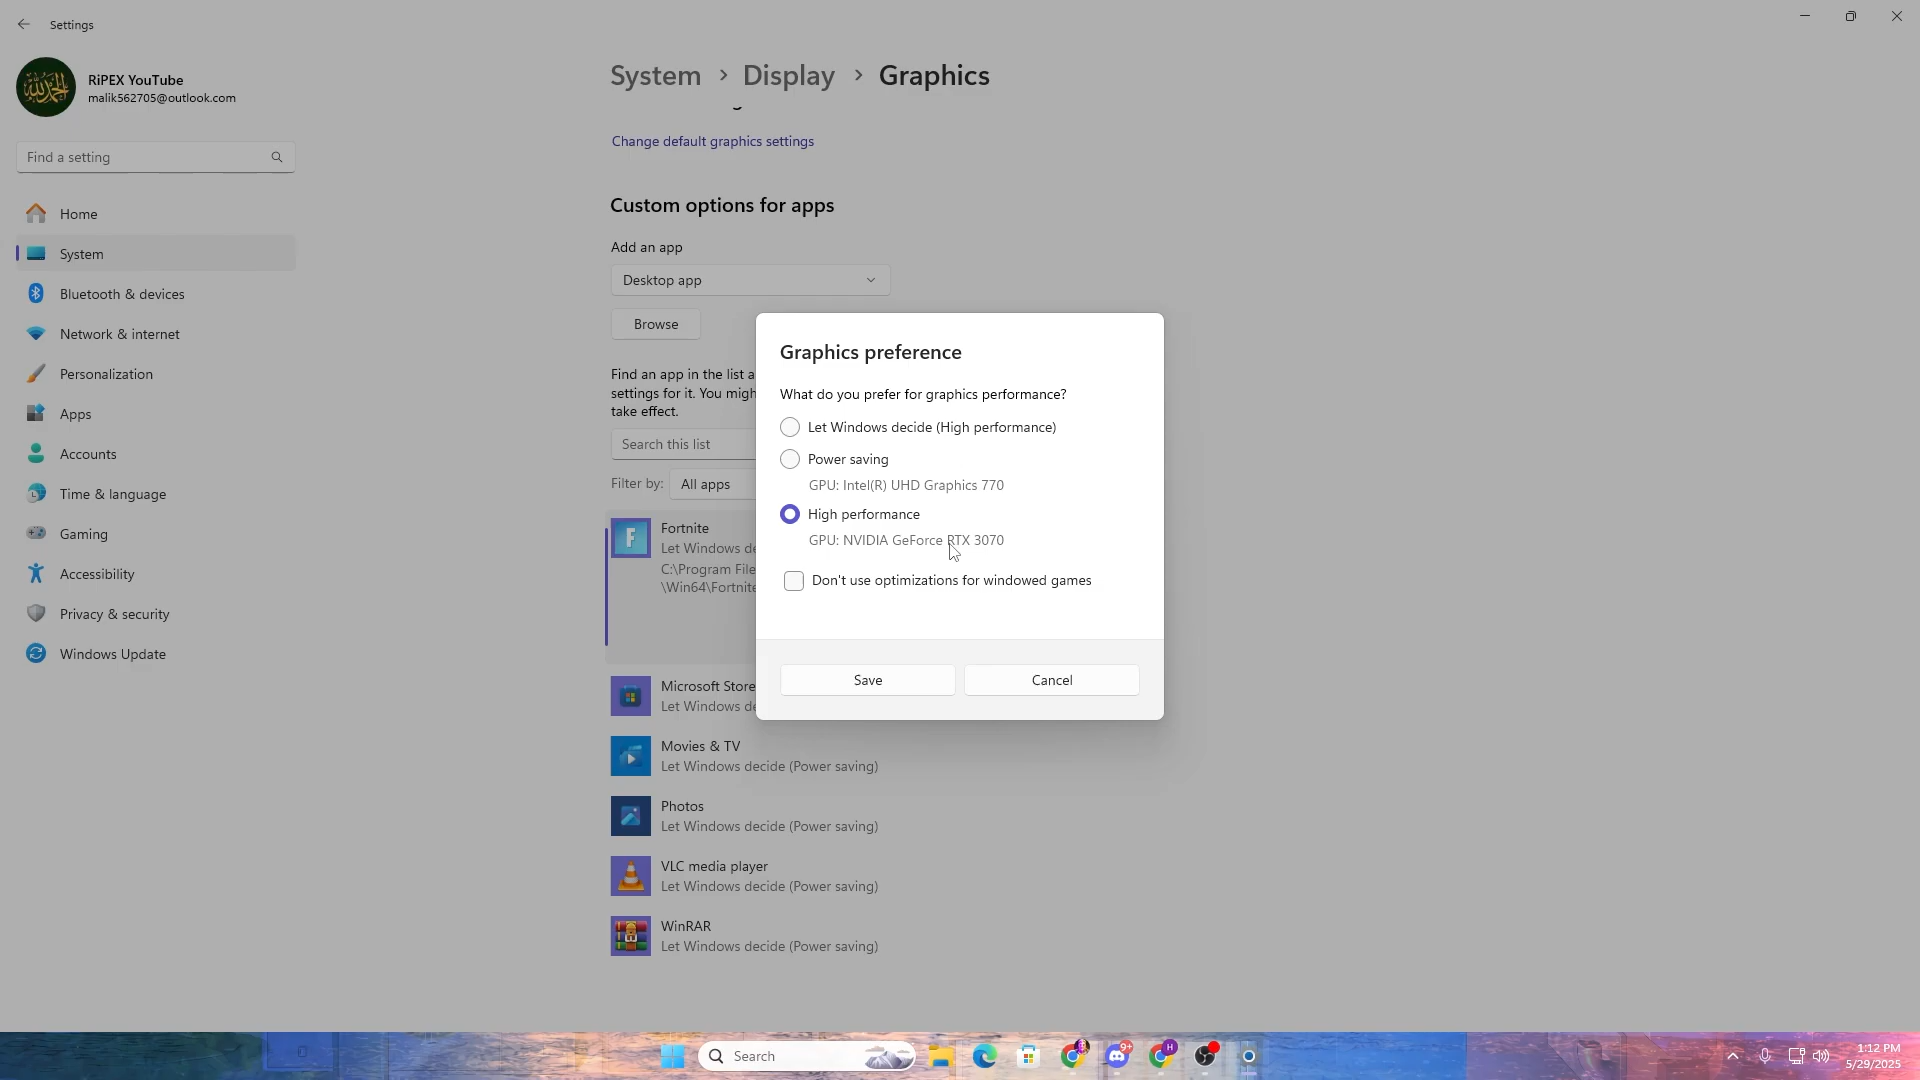 Settings
RiPEX YouTube
malik562705@outlook.com
Find a setting
Home
System
Bluetooth & devices
Network & internet
Personalization
Apps
Accounts
Time & language
Gaming
Accessibility
Privacy & security
Windows Update
System > Display > Graphics
Change default graphics settings
Custom options for apps
Add an app
Desktop app
Browse
Find an app in the list a
settings for it. You migh
take effect.
Search this list
Filter by: All apps
Fortnite
Let Windows de
C:\Program File
\Win64\Fortnite
Microsoft Store
Let Windows de
Movies & TV
Let Windows decide (Power saving)
Photos
Let Windows decide (Power saving)
VLC media player
Let Windows decide (Power saving)
WinRAR
Let Windows decide (Power saving)
Graphics preference
What do you prefer for graphics performance?
Let Windows decide (High performance)
Power saving
GPU: Intel(R) UHD Graphics 770
High performance
GPU: NVIDIA GeForce RTX 3070
Don't use optimizations for windowed games
Save
Cancel
Search
9+
H
1:12 PM
5/29/2025